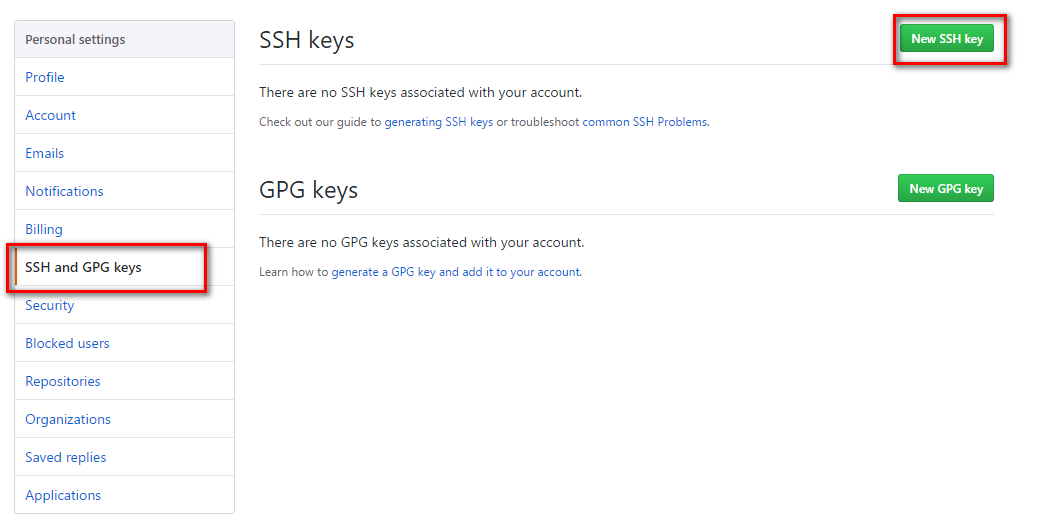 Personal settings
Profile
Account
Emails
Notifications
Billing
SSH and GPG keys
Security
Blocked users
Repositories
Organizations
Saved replies
Applications
SSH keys
New SSH key
There are no SSH keys associated with your account.
Check out our guide to generating SSH keys or troubleshoot common SSH Problems.
GPG keys
New GPG key
There are no GPG keys associated with your account.
Learn how to generate a GPG key and add it to your account.